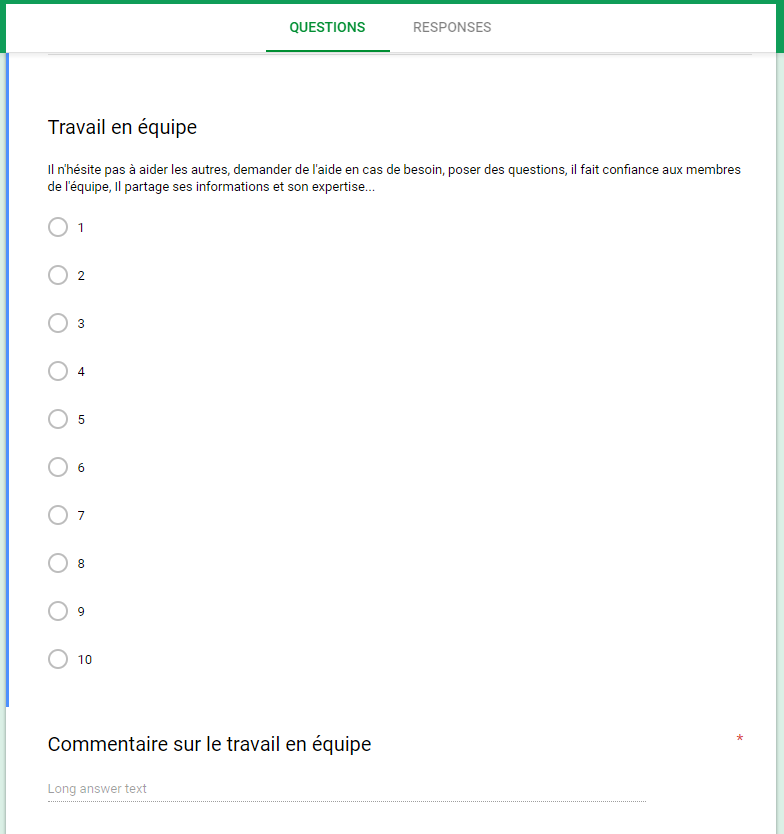 QUESTIONS RESPONSES
Travail en équipe
Il n'hésite pas à aider les autres, demander de l'aide en cas de besoin, poser des questions, il fait confiance aux membres
de l'équipe, Il partage ses informations et son expertise...
1
2
3
4
5
6
7
8
9
10
Commentaire sur le travail en équipe *
Long answer text